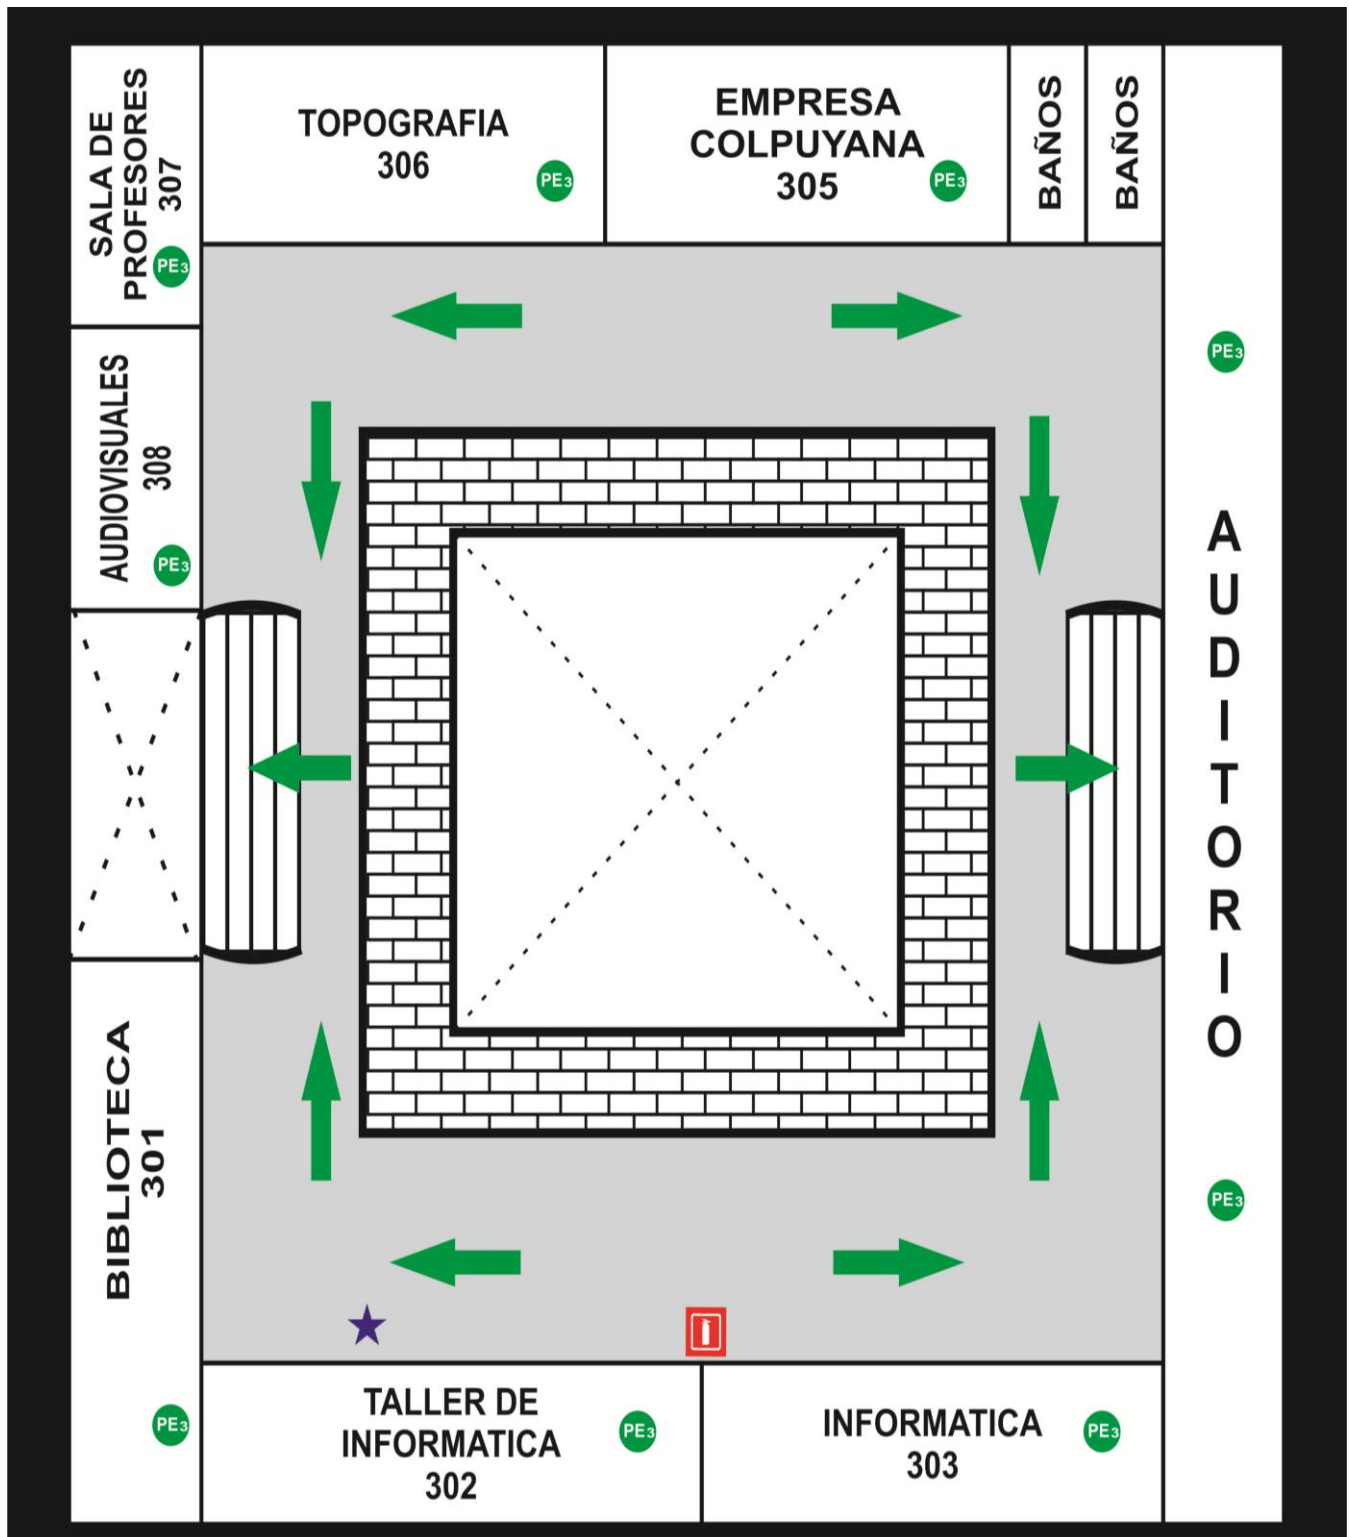 SALA DE
PROFESORES
307
PE3
TOPOGRAFIA
306
PE3
EMPRESA
COLPUYANA
305
PE3
BAÑOS
BAÑOS
AUDIOVISUALES
308
PE3
PE3
AUDITORIO
PE3
BIBLIOTECA
301
PE3
TALLER DE
INFORMATICA
302
PE3
INFORMATICA
303
PE3